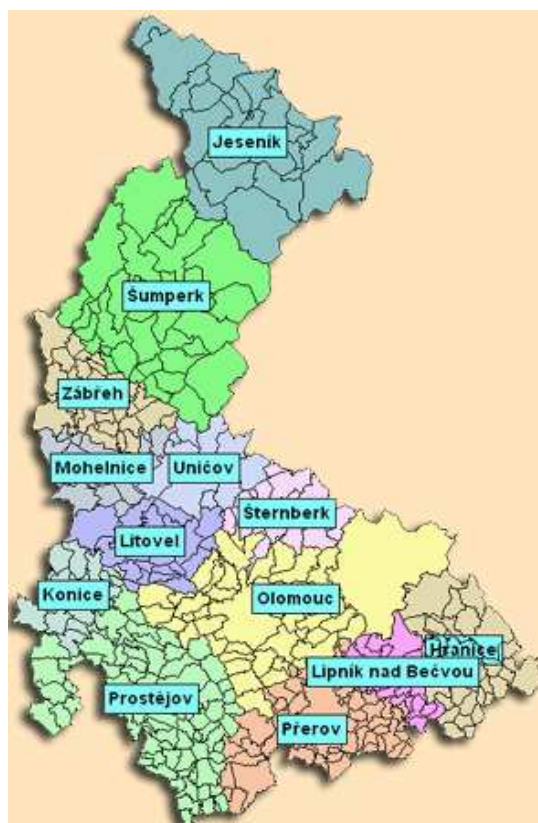 Jeseník
Šumperk
Zábřeh
Mohelnice
Uničov
Šternberk
Litovel
Konice
Olomouc
Hranice
Lipník nad Bečvou
Prostějov
Přerov